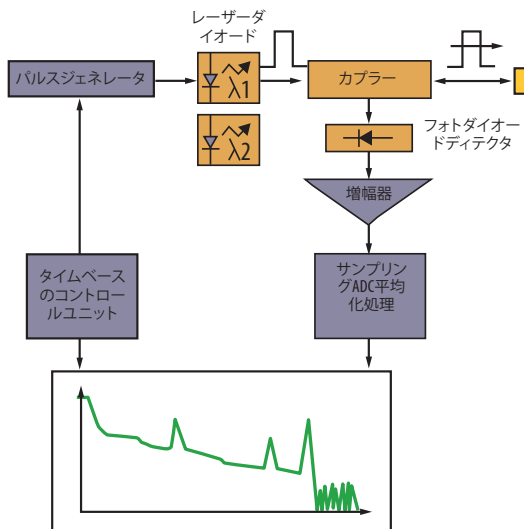 レーザーダ
イオード
パルスジェネレータ
λ1
カプラー
λ2
フォトダイオー
ドディテクタ
増幅器
タイムベース
のコントロー
ルユニット
サンプリン
グADC平均
化処理